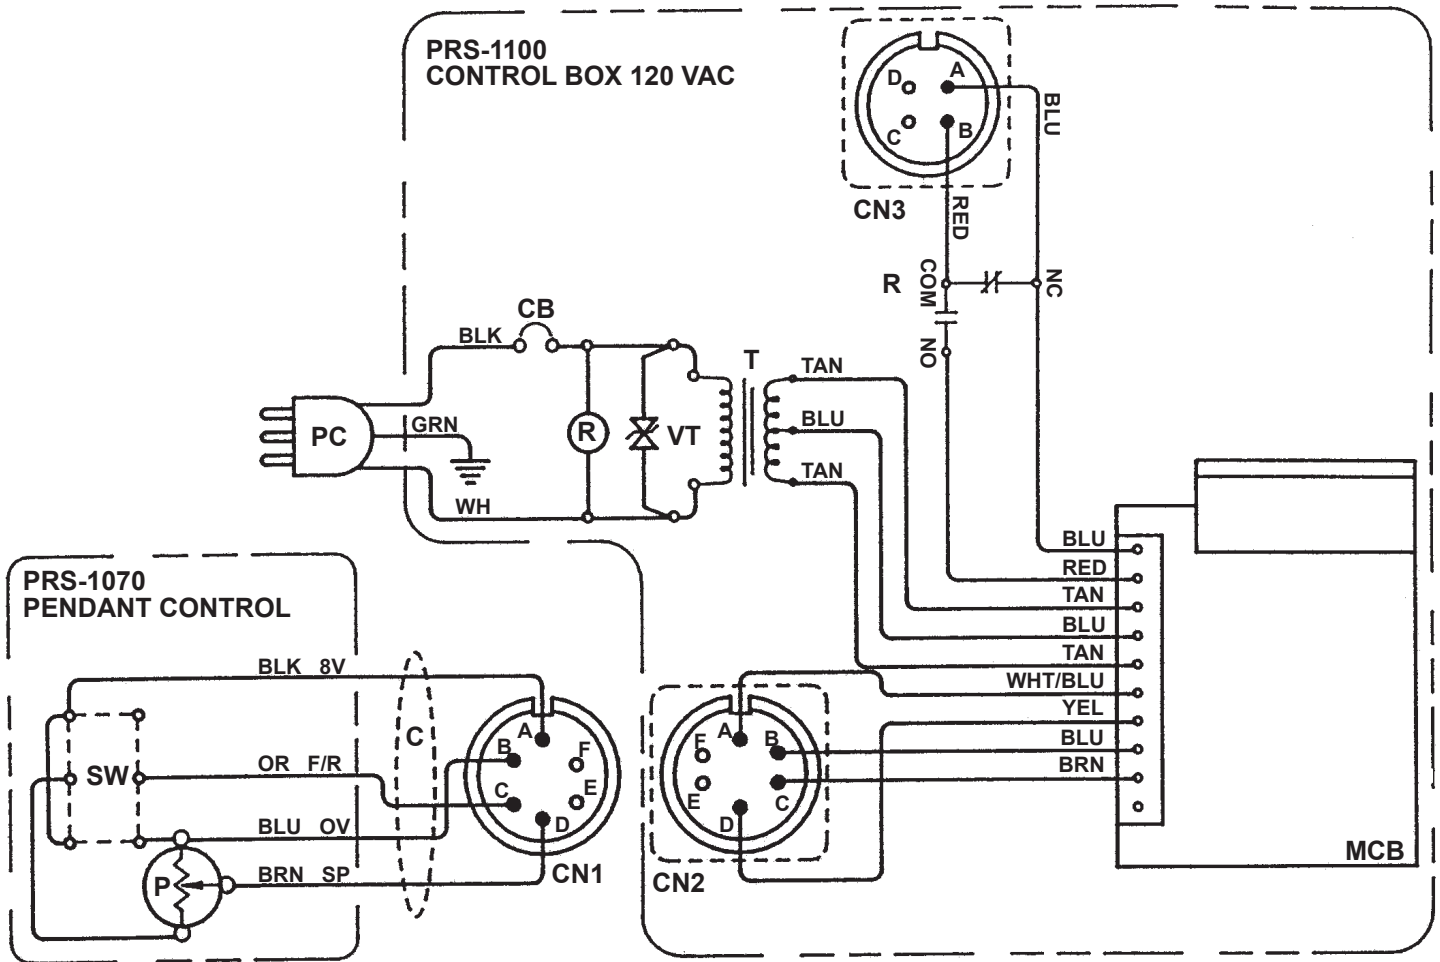 PRS-1100
CONTROL BOX 120 VAC
D
A
C
B
BLU
CN3
RED
R
COM
NC
NO
CB
BLK
T
TAN
PC
GRN
R
VT
BLU
TAN
WH
BLU
RED
TAN
BLU
TAN
WHT/BLU
YEL
BLU
BRN
MCB
PRS-1070
PENDANT CONTROL
BLK 8V
C
SW
OR F/R
BLU OV
P
BRN SP
A
B
F
C
E
D
CN1
A
B
F
E
C
D
CN2